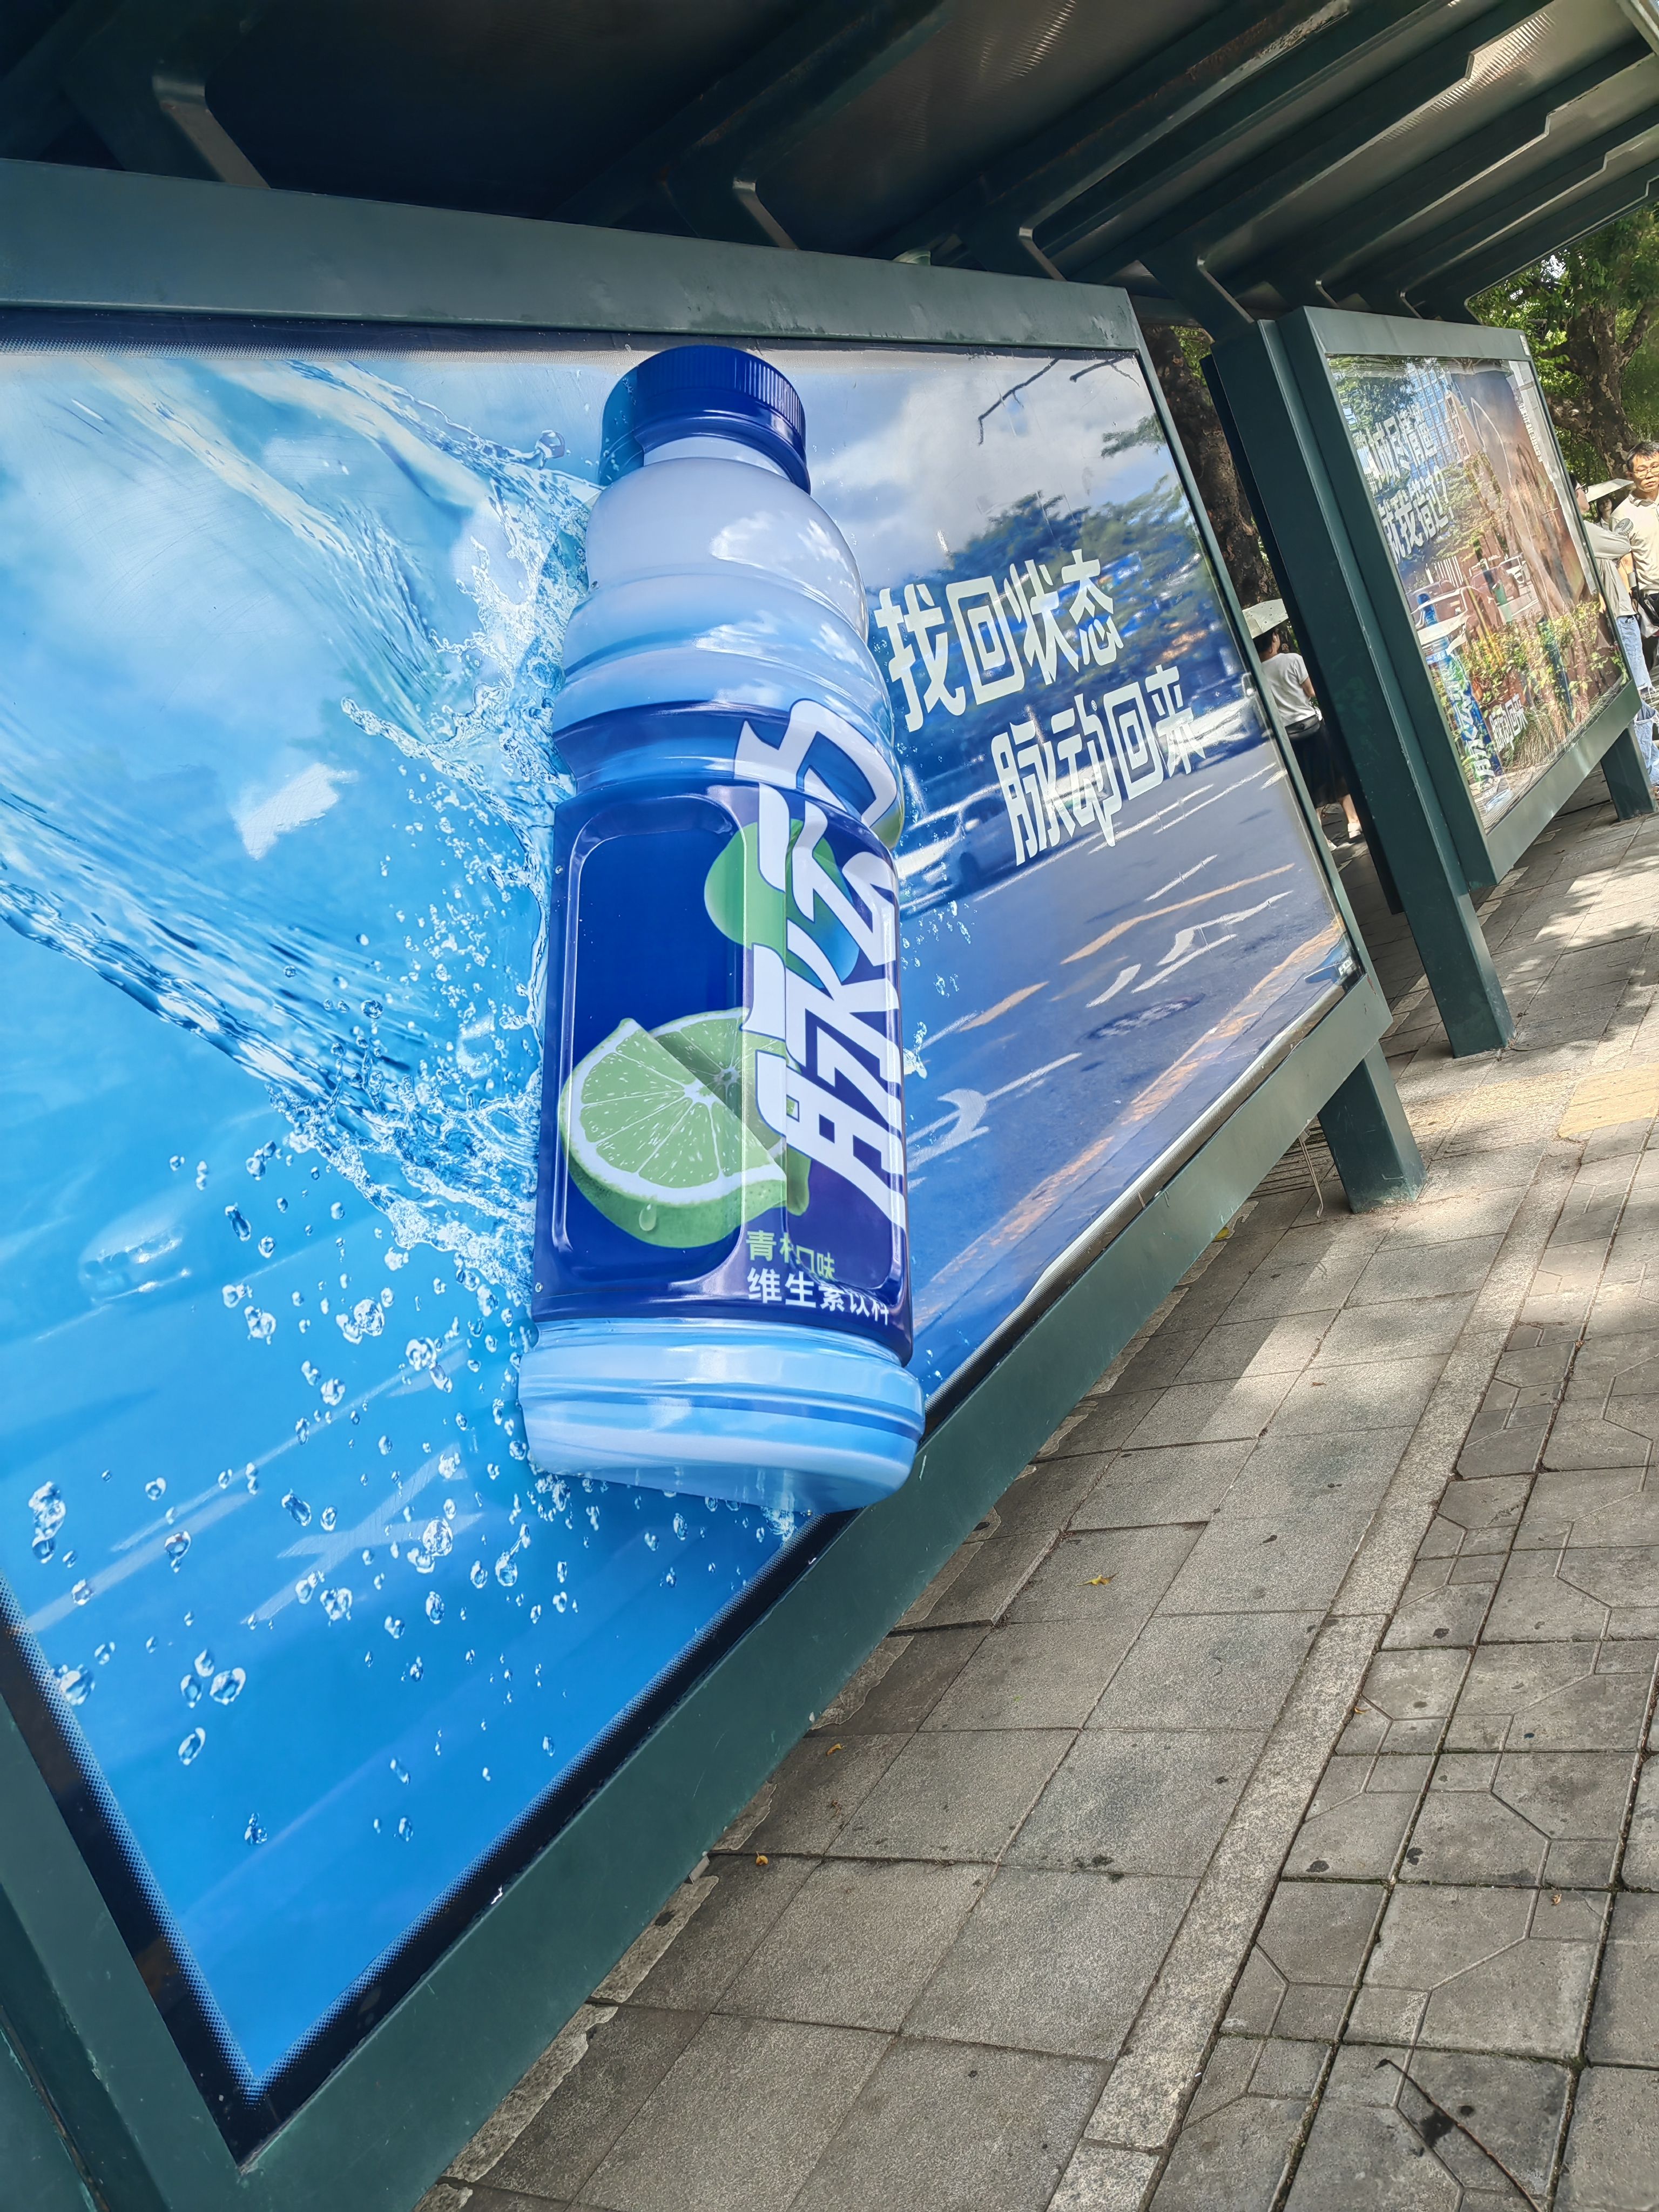 找回状态
脉动回来
脉动
青柠口味
维生素饮料